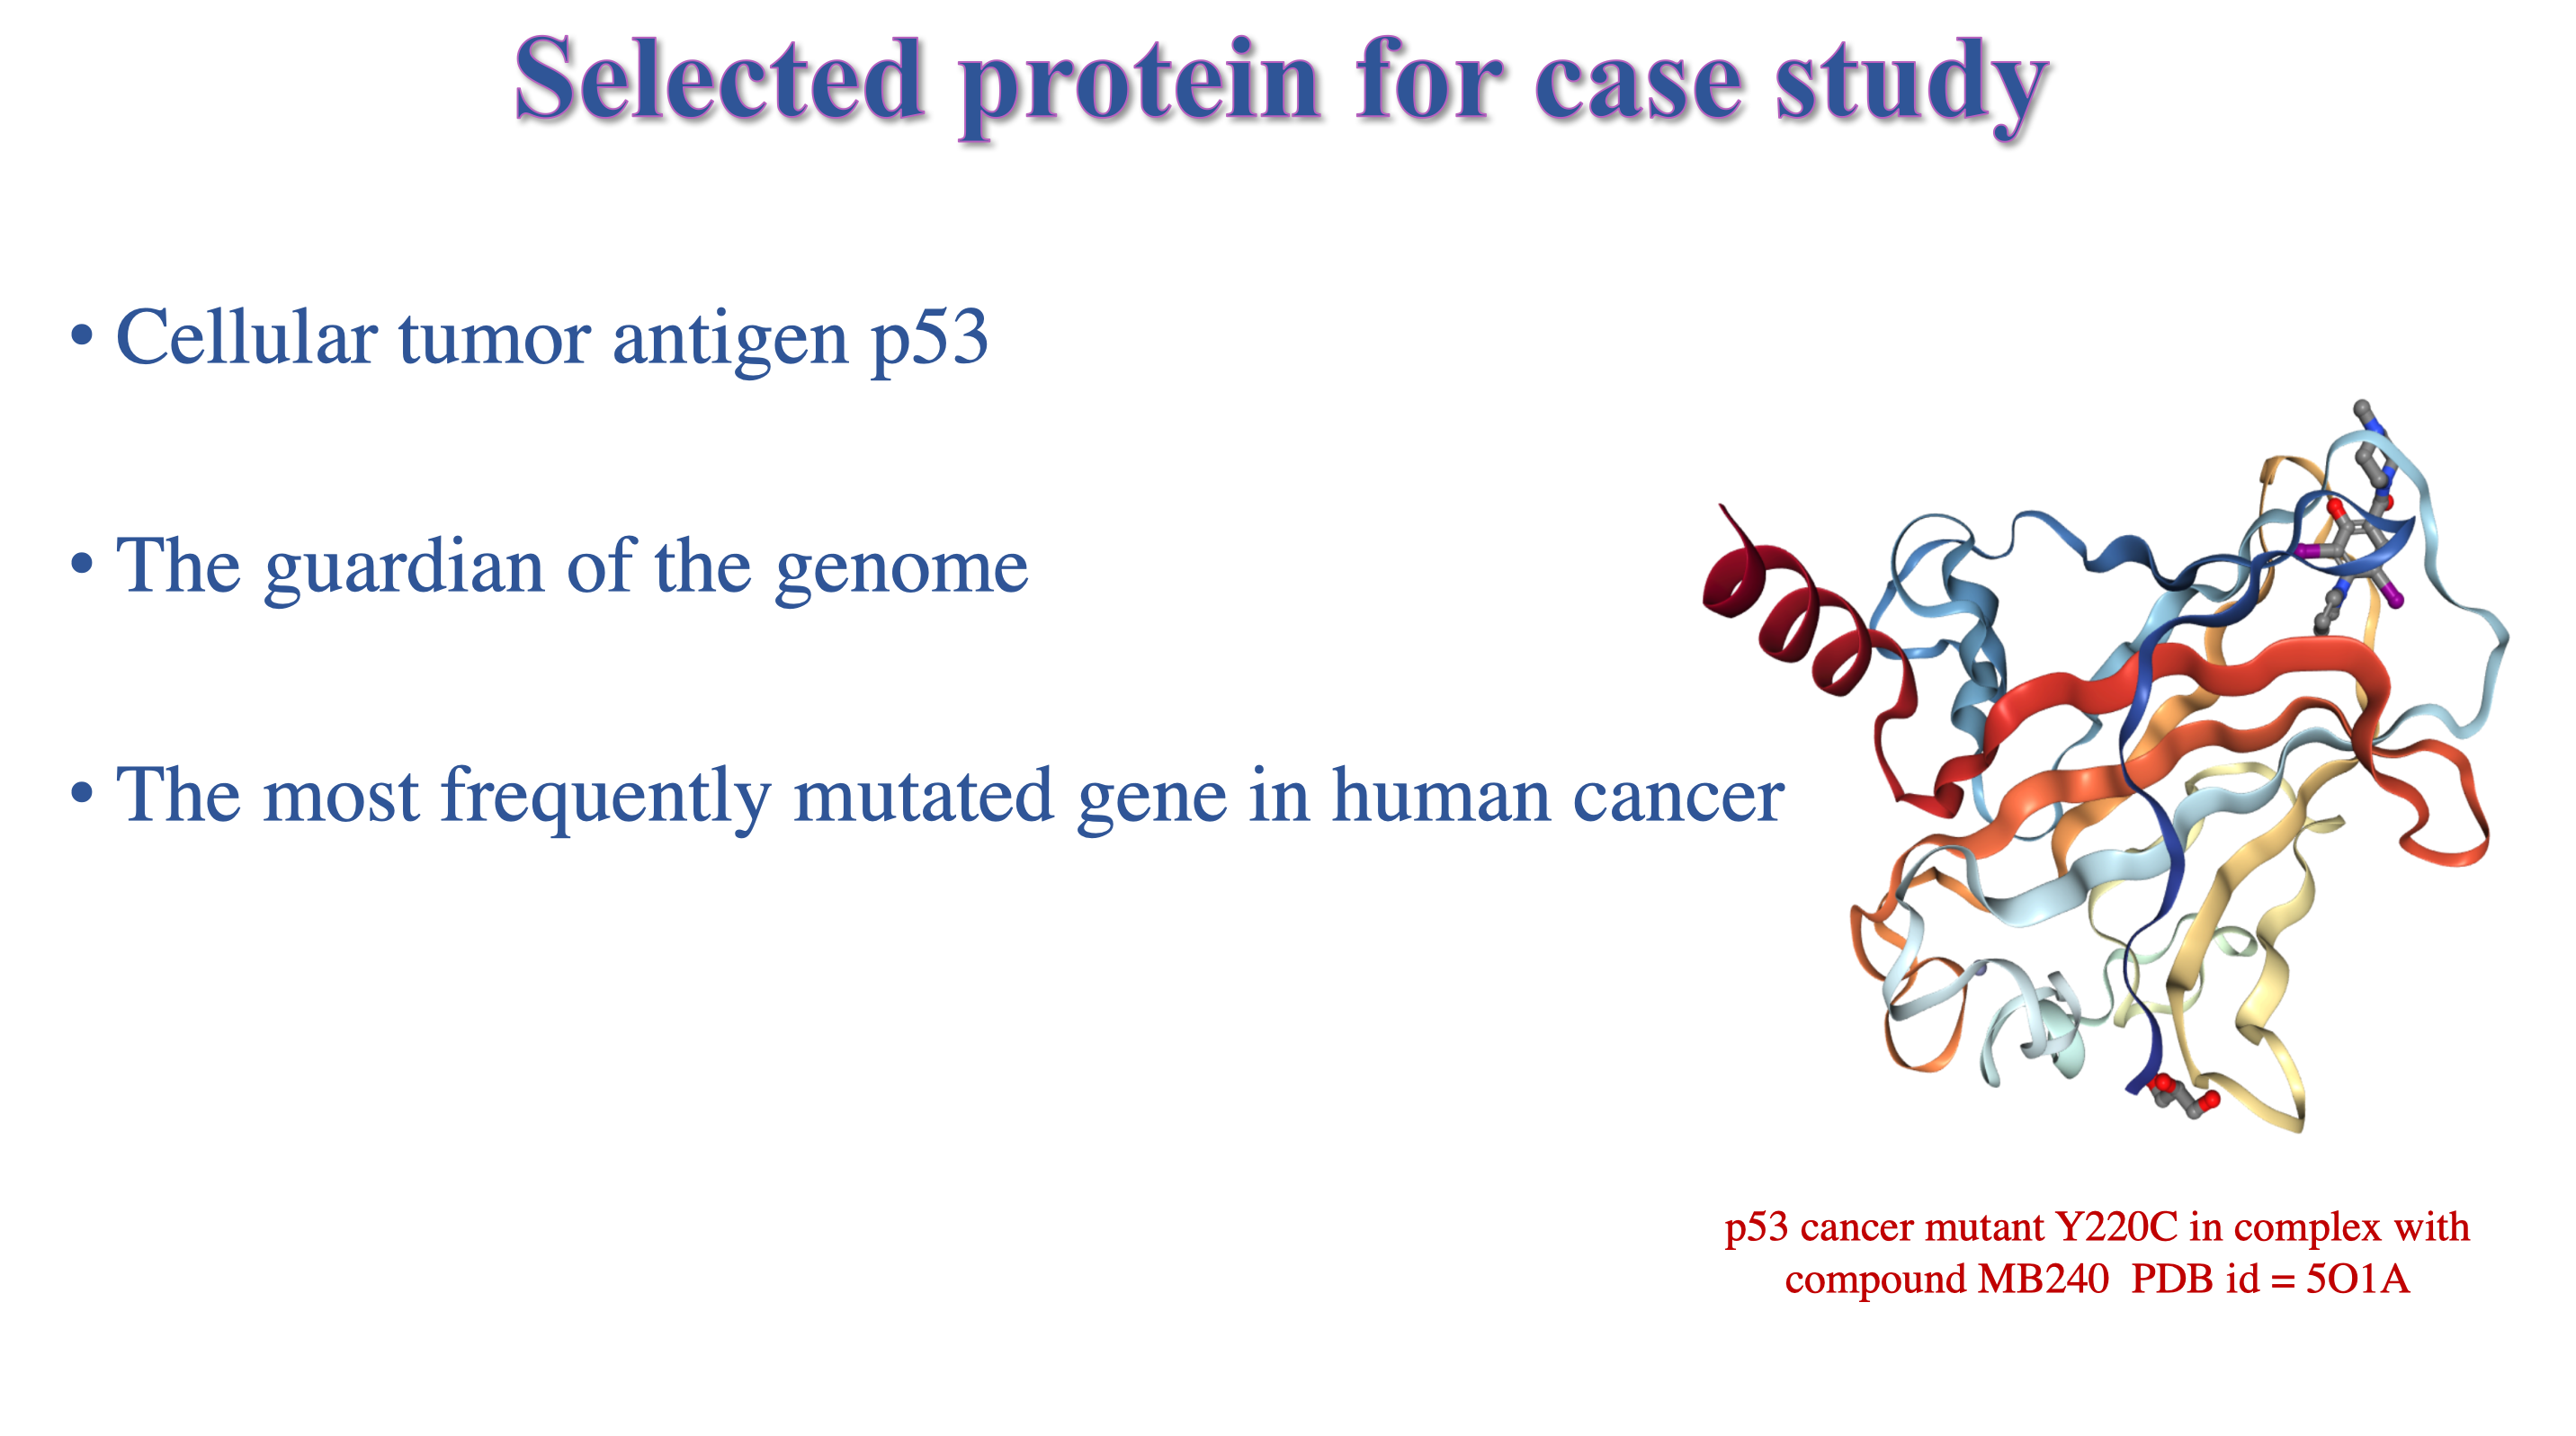 Selected protein for case study
• Cellular tumor antigen p53
• The guardian of the genome
• The most frequently mutated gene in human cancer
p53 cancer mutant Y220C in complex with
compound MB240  PDB id = 5O1A